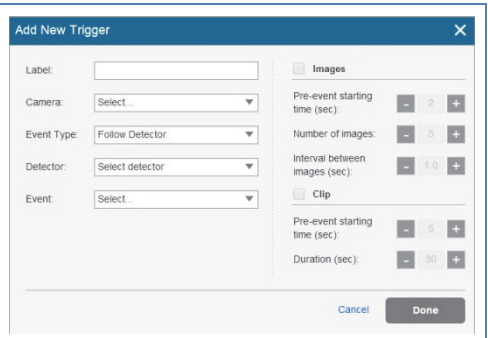 Add New Trigger
Label:
Camera: Select...
Event Type: Follow Detector
Detector: Select detector
Event: Select...
Images
Pre-event starting
time (sec): - 2 +
Number of images: - 5 +
Interval between
images (sec): - 1.0 +
Clip
Pre-event starting
time (sec): - 5 +
Duration (sec): - 30 +
Cancel Done